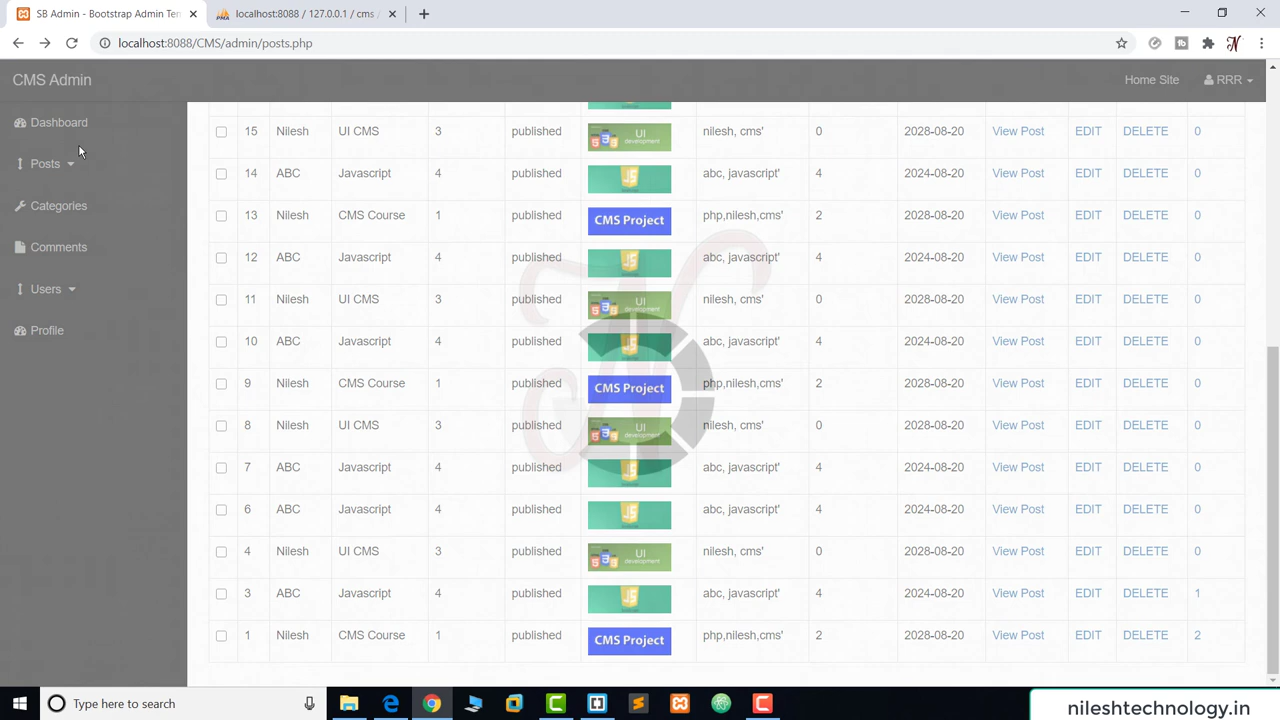 SB Admin - Bootstrap Admin Tem
localhost:8088 / 127.0.0.1 / cms /
localhost:8088/CMS/admin/posts.php
CMS Admin
Home Site
RRR
Dashboard
Posts
Categories
Comments
Users
Profile
15 Nilesh UI CMS 3 published UI development nilesh, cms' 0 2028-08-20 View Post EDIT DELETE 0
14 ABC Javascript 4 published JS abc, javascript' 4 2024-08-20 View Post EDIT DELETE 0
13 Nilesh CMS Course 1 published CMS Project php,nilesh,cms' 2 2028-08-20 View Post EDIT DELETE 0
12 ABC Javascript 4 published JS abc, javascript' 4 2024-08-20 View Post EDIT DELETE 0
11 Nilesh UI CMS 3 published UI development nilesh, cms' 0 2028-08-20 View Post EDIT DELETE 0
10 ABC Javascript 4 published JS abc, javascript' 4 2024-08-20 View Post EDIT DELETE 0
9 Nilesh CMS Course 1 published CMS Project php,nilesh,cms' 2 2028-08-20 View Post EDIT DELETE 0
8 Nilesh UI CMS 3 published UI development nilesh, cms' 0 2028-08-20 View Post EDIT DELETE 0
7 ABC Javascript 4 published JS abc, javascript' 4 2024-08-20 View Post EDIT DELETE 0
6 ABC Javascript 4 published JS abc, javascript' 4 2024-08-20 View Post EDIT DELETE 0
4 Nilesh UI CMS 3 published UI development nilesh, cms' 0 2028-08-20 View Post EDIT DELETE 0
3 ABC Javascript 4 published JS abc, javascript' 4 2024-08-20 View Post EDIT DELETE 1
1 Nilesh CMS Course 1 published CMS Project php,nilesh,cms' 2 2028-08-20 View Post EDIT DELETE 2
Type here to search
nileshtechnology.in